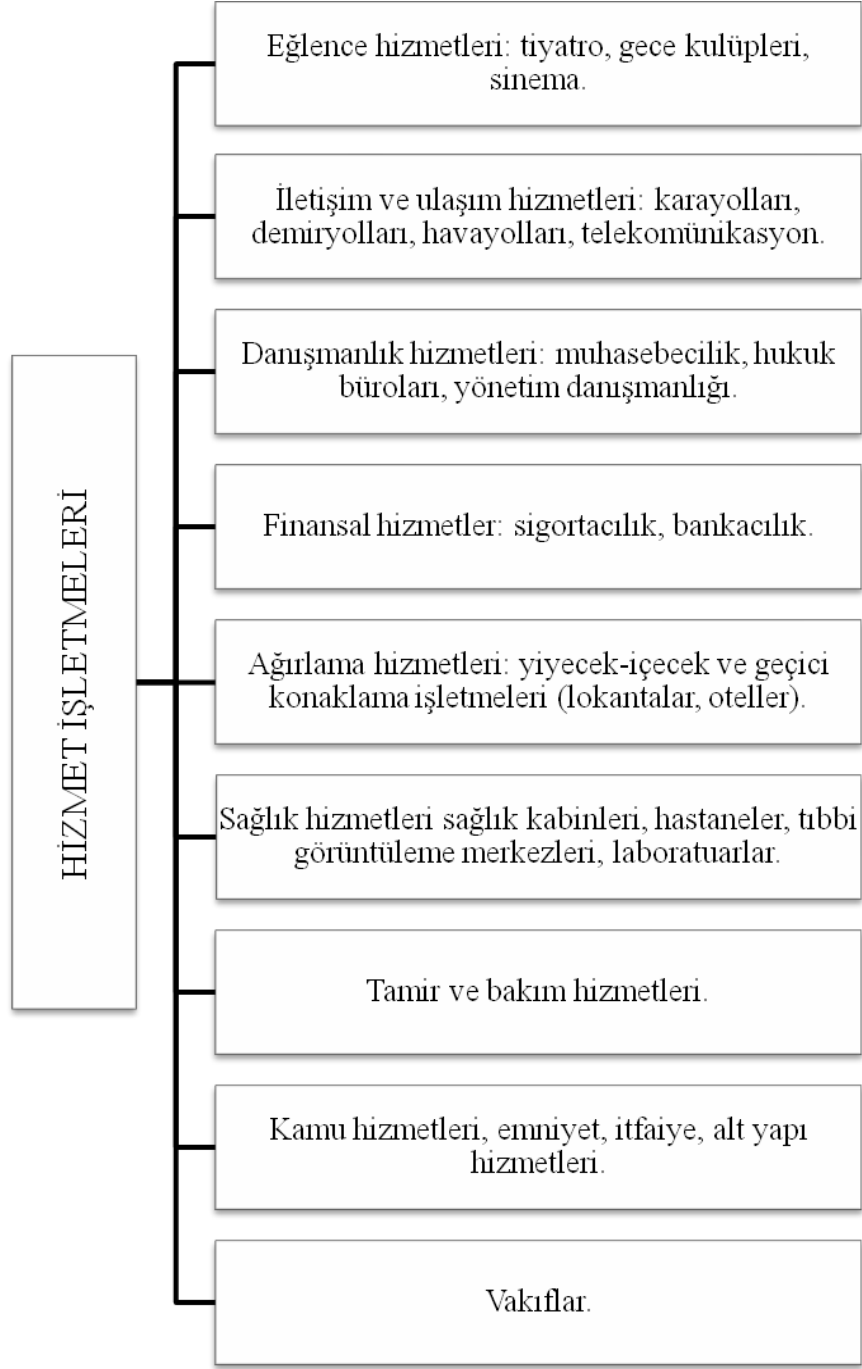 HİZMET İŞLETMELERİ
Eğlence hizmetleri: tiyatro, gece kulüpleri,
sinema.
İletişim ve ulaşım hizmetleri: karayolları,
demiryolları, havayolları, telekomünikasyon.
Danışmanlık hizmetleri: muhasebecilik, hukuk
büroları, yönetim danışmanlığı.
Finansal hizmetler: sigortacılık, bankacılık.
Ağırlama hizmetleri: yiyecek-içecek ve geçici
konaklama işletmeleri (lokantalar, oteller).
Sağlık hizmetleri sağlık kabinleri, hastaneler, tıbbi
görüntüleme merkezleri, laboratuarlar.
Tamir ve bakım hizmetleri.
Kamu hizmetleri, emniyet, itfaiye, alt yapı
hizmetleri.
Vakıflar.